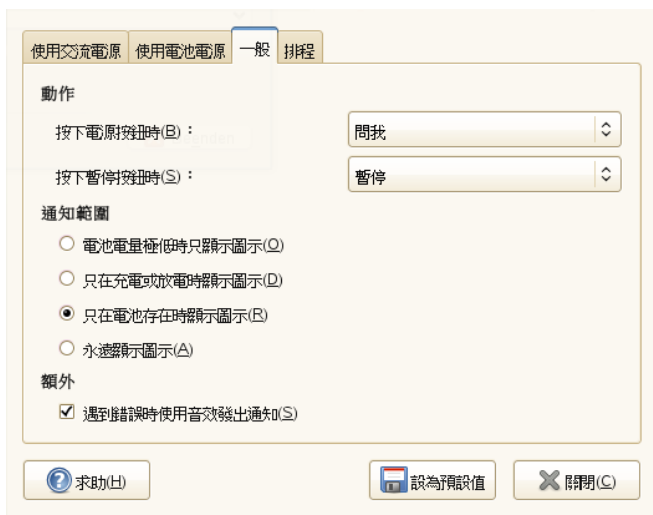 使用交流電源 使用電池電源 一般 排程
動作
按下電源按鈕時(B)： 問我
按下暫停按鈕時(S)： 暫停
通知範圍
電池電量極低時只顯示圖示(O)
只在充電或放電時顯示圖示(D)
只在電池存在時顯示圖示(R)
永遠顯示圖示(A)
額外
遇到錯誤時使用音效發出通知(S)
求助(H) 設為預設值 關閉(C)